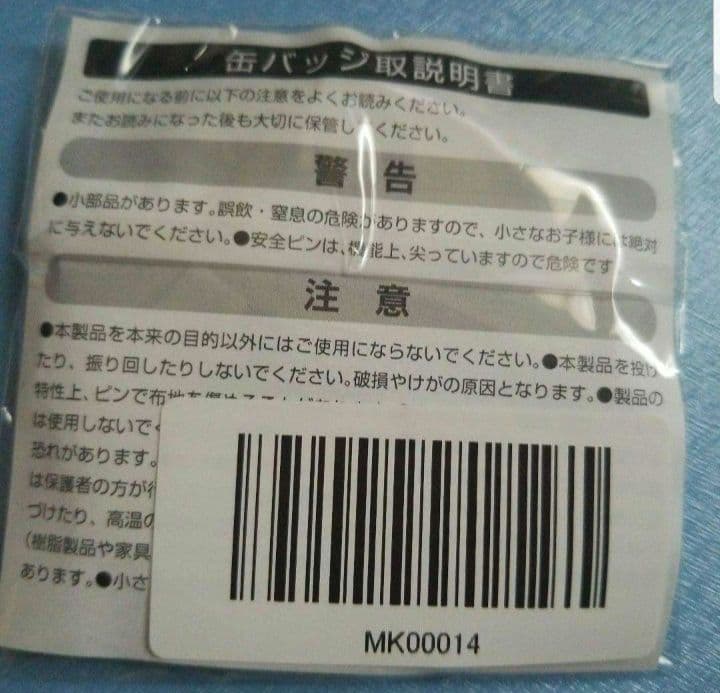 缶バッジ取説明書
ご使用になる前に以下の注意をよくお読みください。
またお読みになった後も大切に保管し ください。
警告
●小部品があります。誤飲・窒息の危険がありますので、小さなお子様には絶対
に与えないでください。●安全ピンは、機能上、尖っていますので危険です
注意
●本製品を本来の目的以外にはご使用にならないでください。●本製品を投げ
たり、振り回したりしないでください。破損やけがの原因となります。●製品の
特性上、ピンで布地を傷めることがあります
は使用しないで
恐れがあります。
は保護者の方が
づけたり、高温の
(樹脂製品や家具
あります。●小さ
MK00014